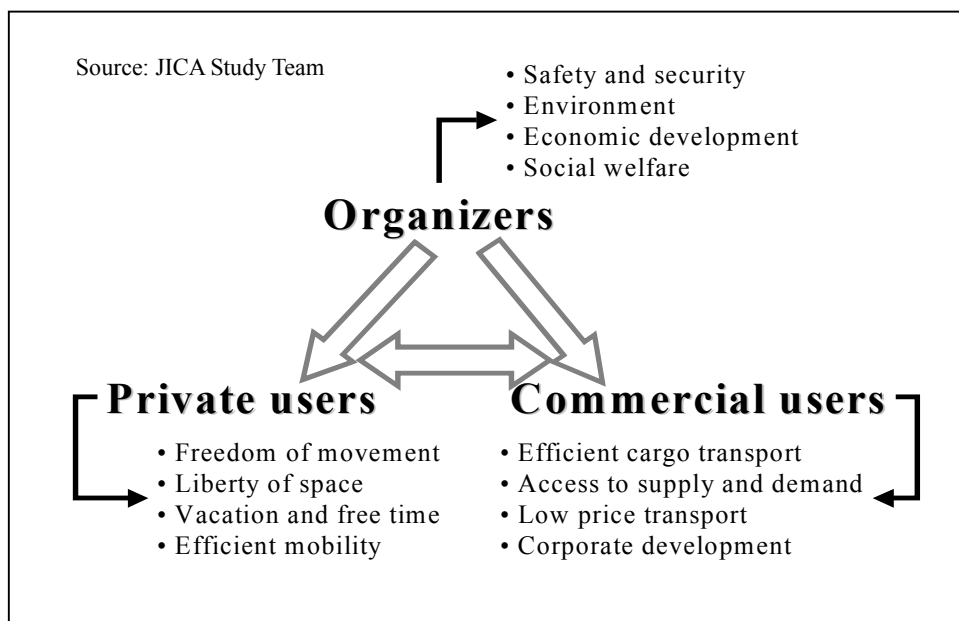 Source: JICA Study Team
• Safety and security
• Environment
• Economic development
• Social welfare
Organizers
Private users
• Freedom of movement
• Liberty of space
• Vacation and free time
• Efficient mobility
Commercial users
• Efficient cargo transport
• Access to supply and demand
• Low price transport
• Corporate development